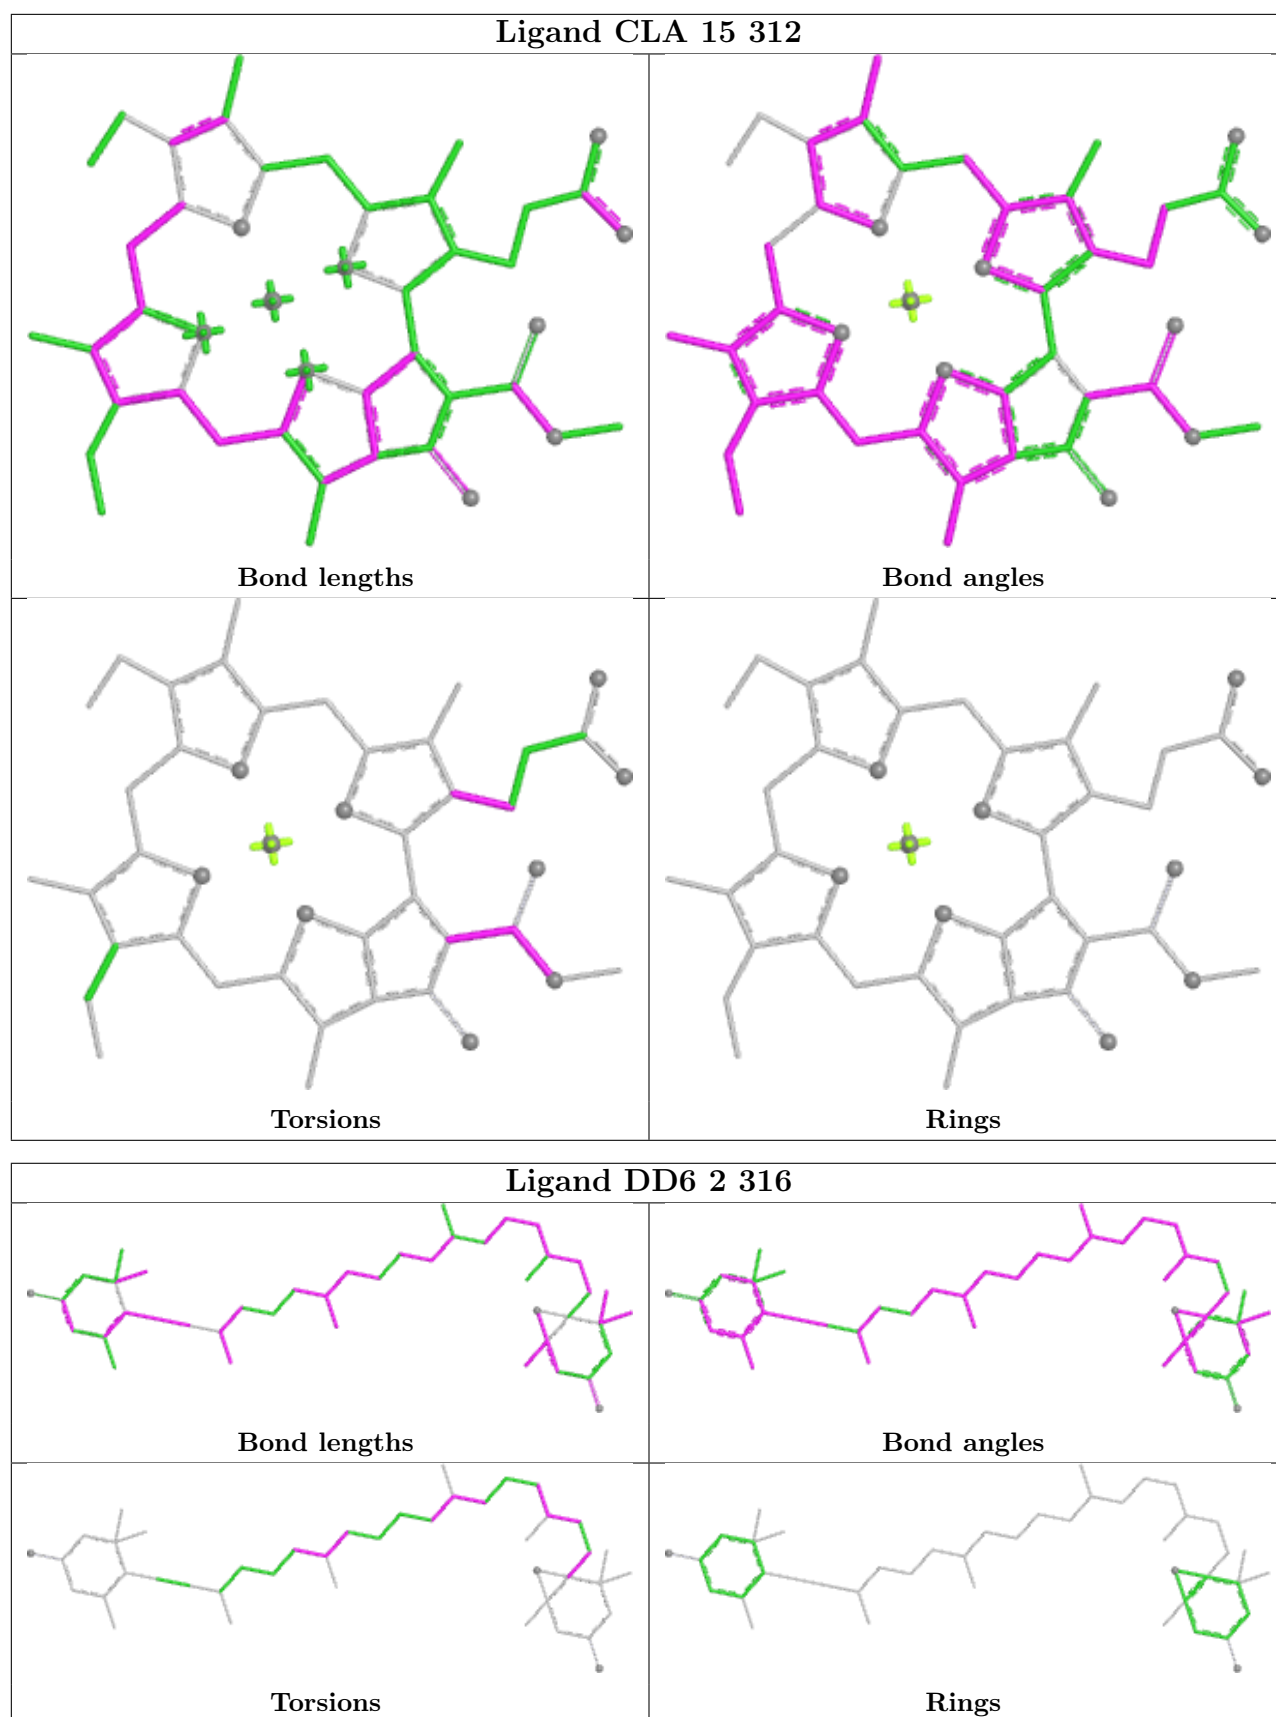 Ligand CLA 15 312
Bond lengths
Bond angles
Torsions
Rings
Ligand DD6 2 316
Bond lengths
Bond angles
Torsions
Rings